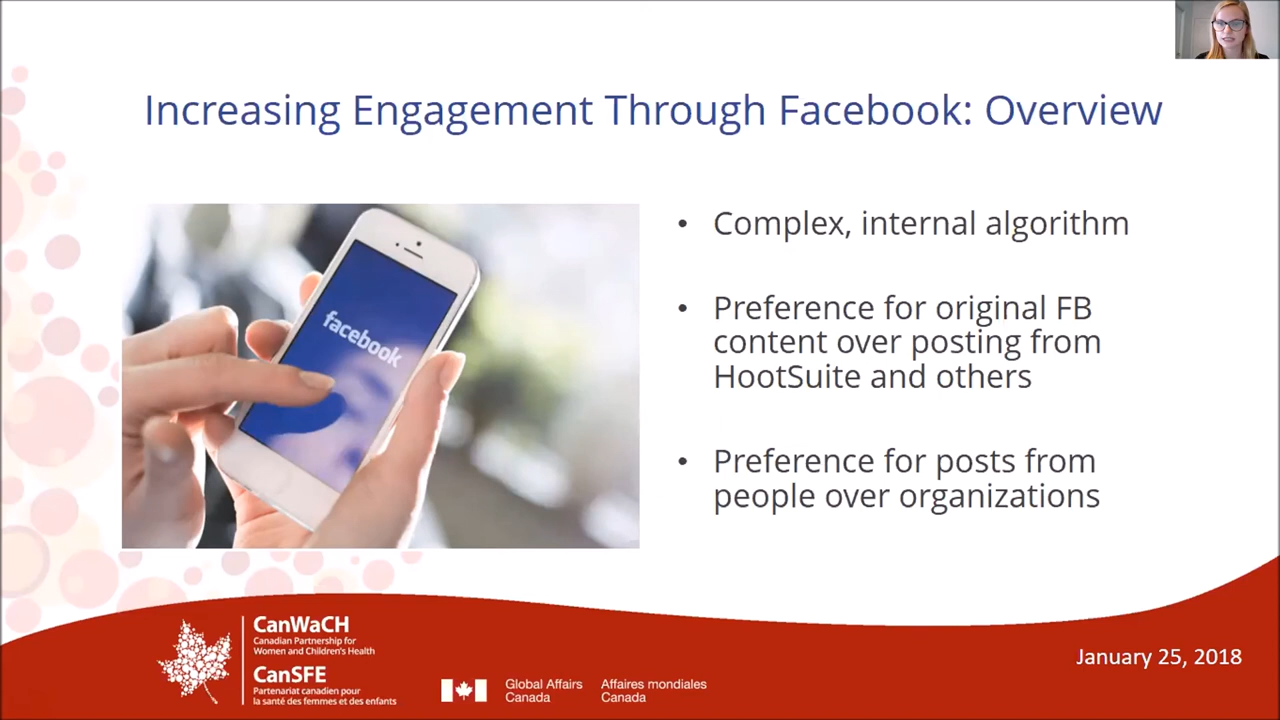 Increasing Engagement Through Facebook: Overview
facebook
• Complex, internal algorithm
• Preference for original FB
content over posting from
HootSuite and others
• Preference for posts from
people over organizations
CanWaCH
Canadian Partnership for
Women and Children's Health
CanSFE
Partenariat canadien pour
la santé des femmes et des enfants
Global Affairs
Canada
Affaires mondiales
Canada
January 25, 2018